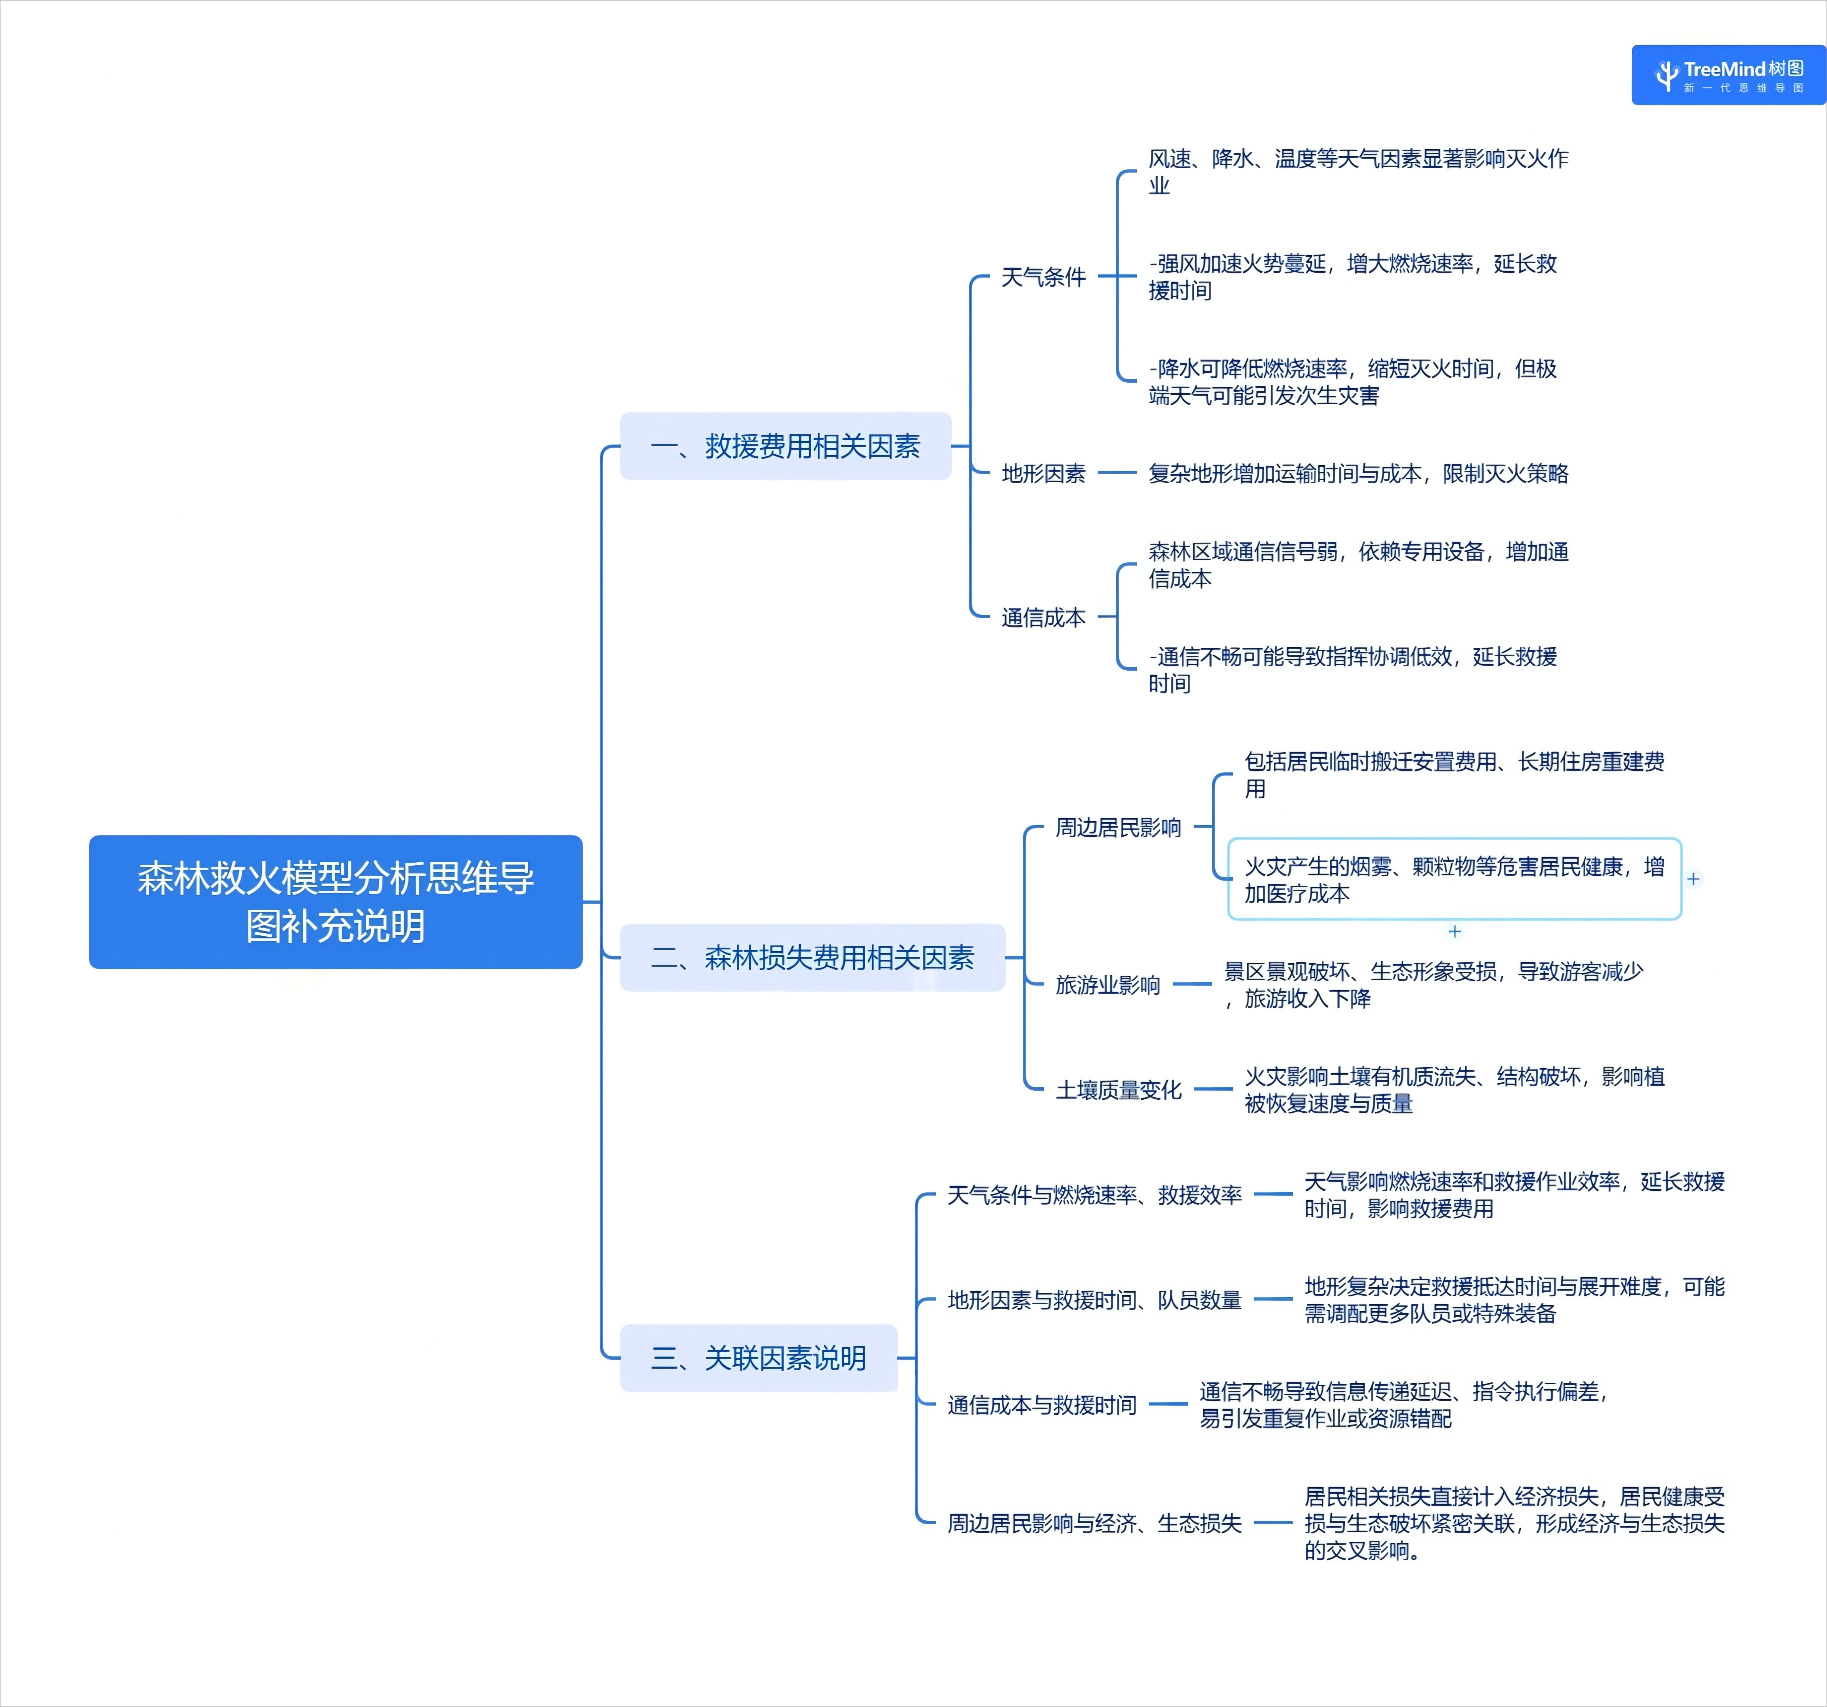 TreeMind树图
新一代思维导图
风速、降水、温度等天气因素显著影响灭火作
业
-强风加速火势蔓延，增大燃烧速率，延长救
援时间
天气条件
-降水可降低燃烧速率，缩短灭火时间，但极
端天气可能引发次生灾害
一、救援费用相关因素
地形因素
复杂地形增加运输时间与成本，限制灭火策略
森林区域通信信号弱，依赖专用设备，增加通
信成本
通信成本
-通信不畅可能导致指挥协调低效，延长救援
时间
包括居民临时搬迁安置费用、长期住房重建费
用
周边居民影响
火灾产生的烟雾、颗粒物等危害居民健康，增
加医疗成本
森林救火模型分析思维导
图补充说明
二、森林损失费用相关因素
旅游业影响
景区景观破坏、生态形象受损，导致游客减少
，旅游收入下降
土壤质量变化
火灾影响土壤有机质流失、结构破坏，影响植
被恢复速度与质量
天气条件与燃烧速率、救援效率
天气影响燃烧速率和救援作业效率，延长救援
时间，影响救援费用
地形因素与救援时间、队员数量
地形复杂决定救援抵达时间与展开难度，可能
需调配更多队员或特殊装备
三、关联因素说明
通信成本与救援时间
通信不畅导致信息传递延迟、指令执行偏差，
易引发重复作业或资源错配
周边居民影响与经济、生态损失
居民相关损失直接计入经济损失，居民健康受
损与生态破坏紧密关联，形成经济与生态损失
的交叉影响。